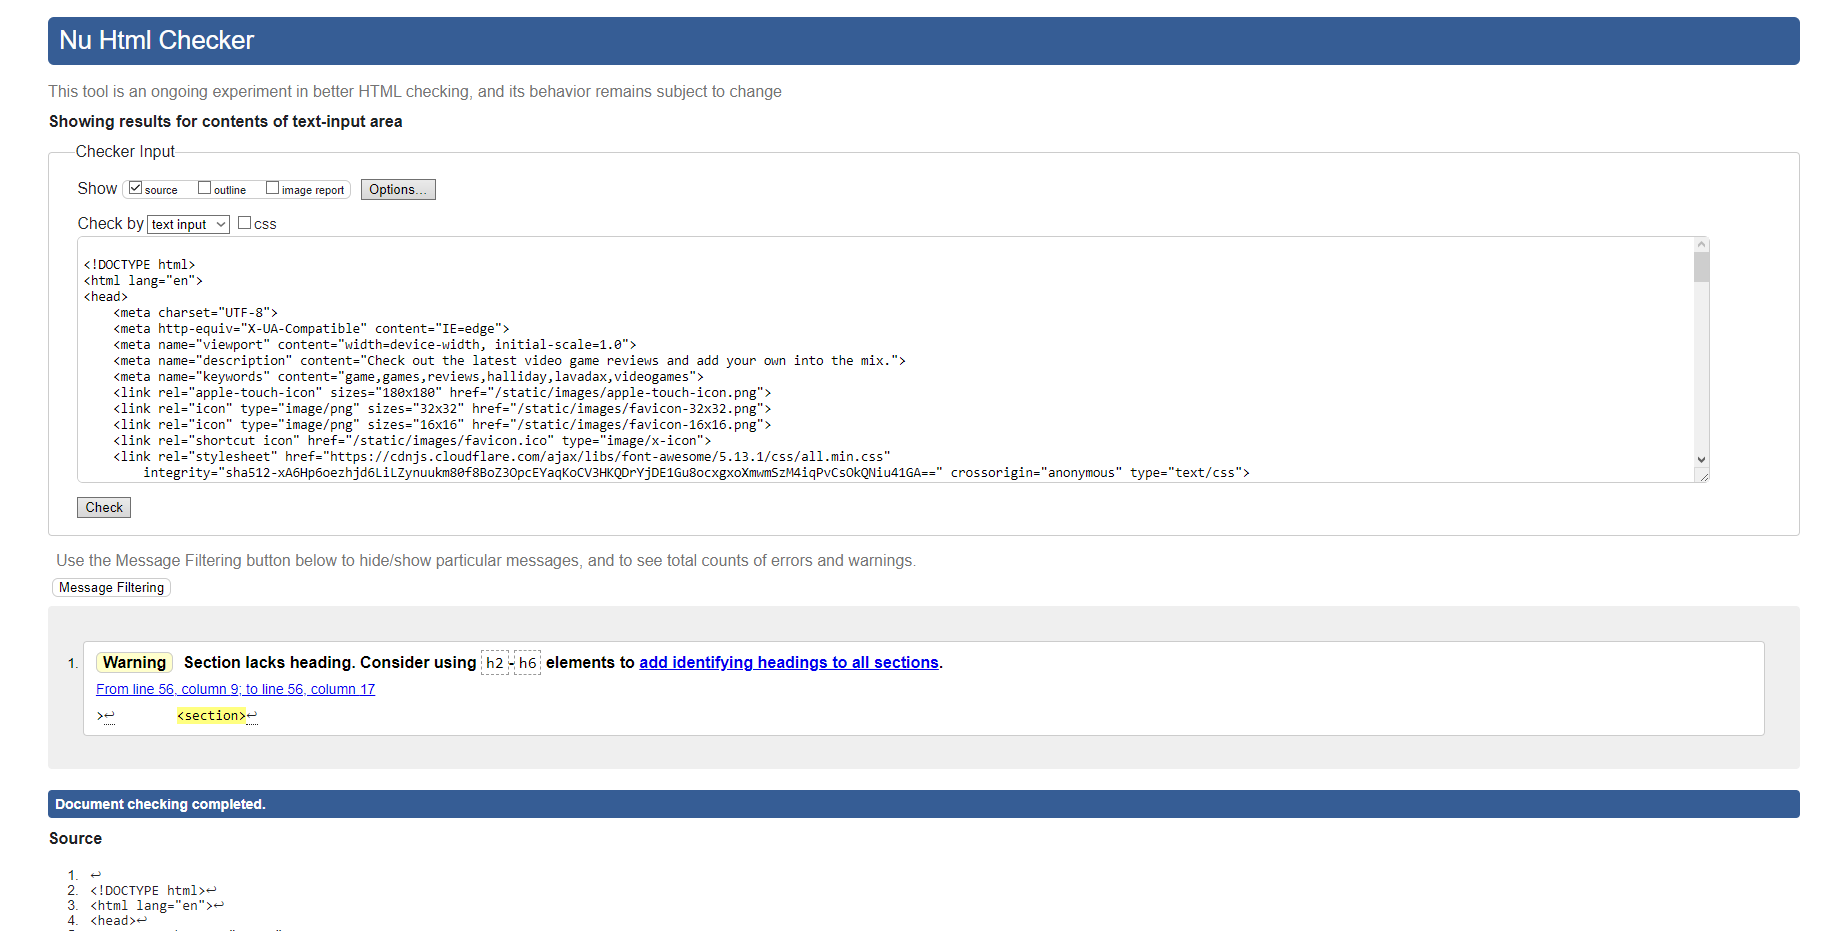 Nu Html Checker
This tool is an ongoing experiment in better HTML checking, and its behavior remains subject to change
Showing results for contents of text-input area
Checker Input
Show source outline image report Options...
Check by text input css
<!DOCTYPE html>
<html lang="en">
<head>
<meta charset="UTF-8">
<meta http-equiv="X-UA-Compatible" content="IE=edge">
<meta name="viewport" content="width=device-width, initial-scale=1.0">
<meta name="description" content="Check out the latest video game reviews and add your own into the mix.">
<meta name="keywords" content="game,games,reviews,halliday,lavadax,videogames">
<link rel="apple-touch-icon" sizes="180x180" href="/static/images/apple-touch-icon.png">
<link rel="icon" type="image/png" sizes="32x32" href="/static/images/favicon-32x32.png">
<link rel="icon" type="image/png" sizes="16x16" href="/static/images/favicon-16x16.png">
<link rel="shortcut icon" href="/static/images/favicon.ico" type="image/x-icon">
<link rel="stylesheet" href="https://cdnjs.cloudflare.com/ajax/libs/font-awesome/5.13.1/css/all.min.css"
integrity="sha512-xA6Hp6oezhjd6LiLZynuukm80f8BoZ3OpcEYaqKoCV3HKQDrYjDE1Gu8ocxgxoXmwmSzM4iqPvCsOkQNiu41GA==" crossorigin="anonymous" type="text/css">
Check
Use the Message Filtering button below to hide/show particular messages, and to see total counts of errors and warnings.
Message Filtering
1. Warning Section lacks heading. Consider using h2-h6 elements to add identifying headings to all sections.
From line 56, column 9; to line 56, column 17
>↩ <section>↩
Document checking completed.
Source
1. ↩
2. <!DOCTYPE html>↩
3. <html lang="en">↩
4. <head>↩